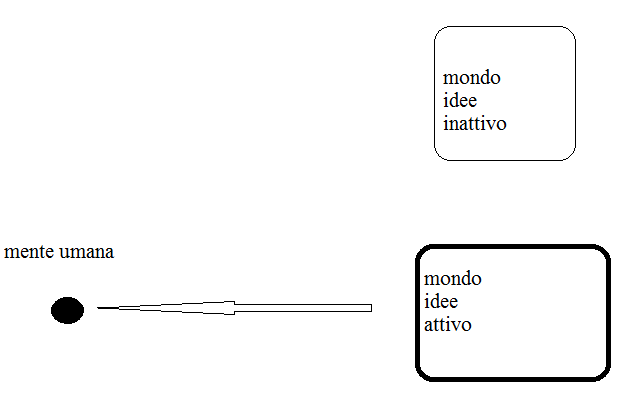 mondo
idee
inattivo
mente umana
mondo
idee
attivo